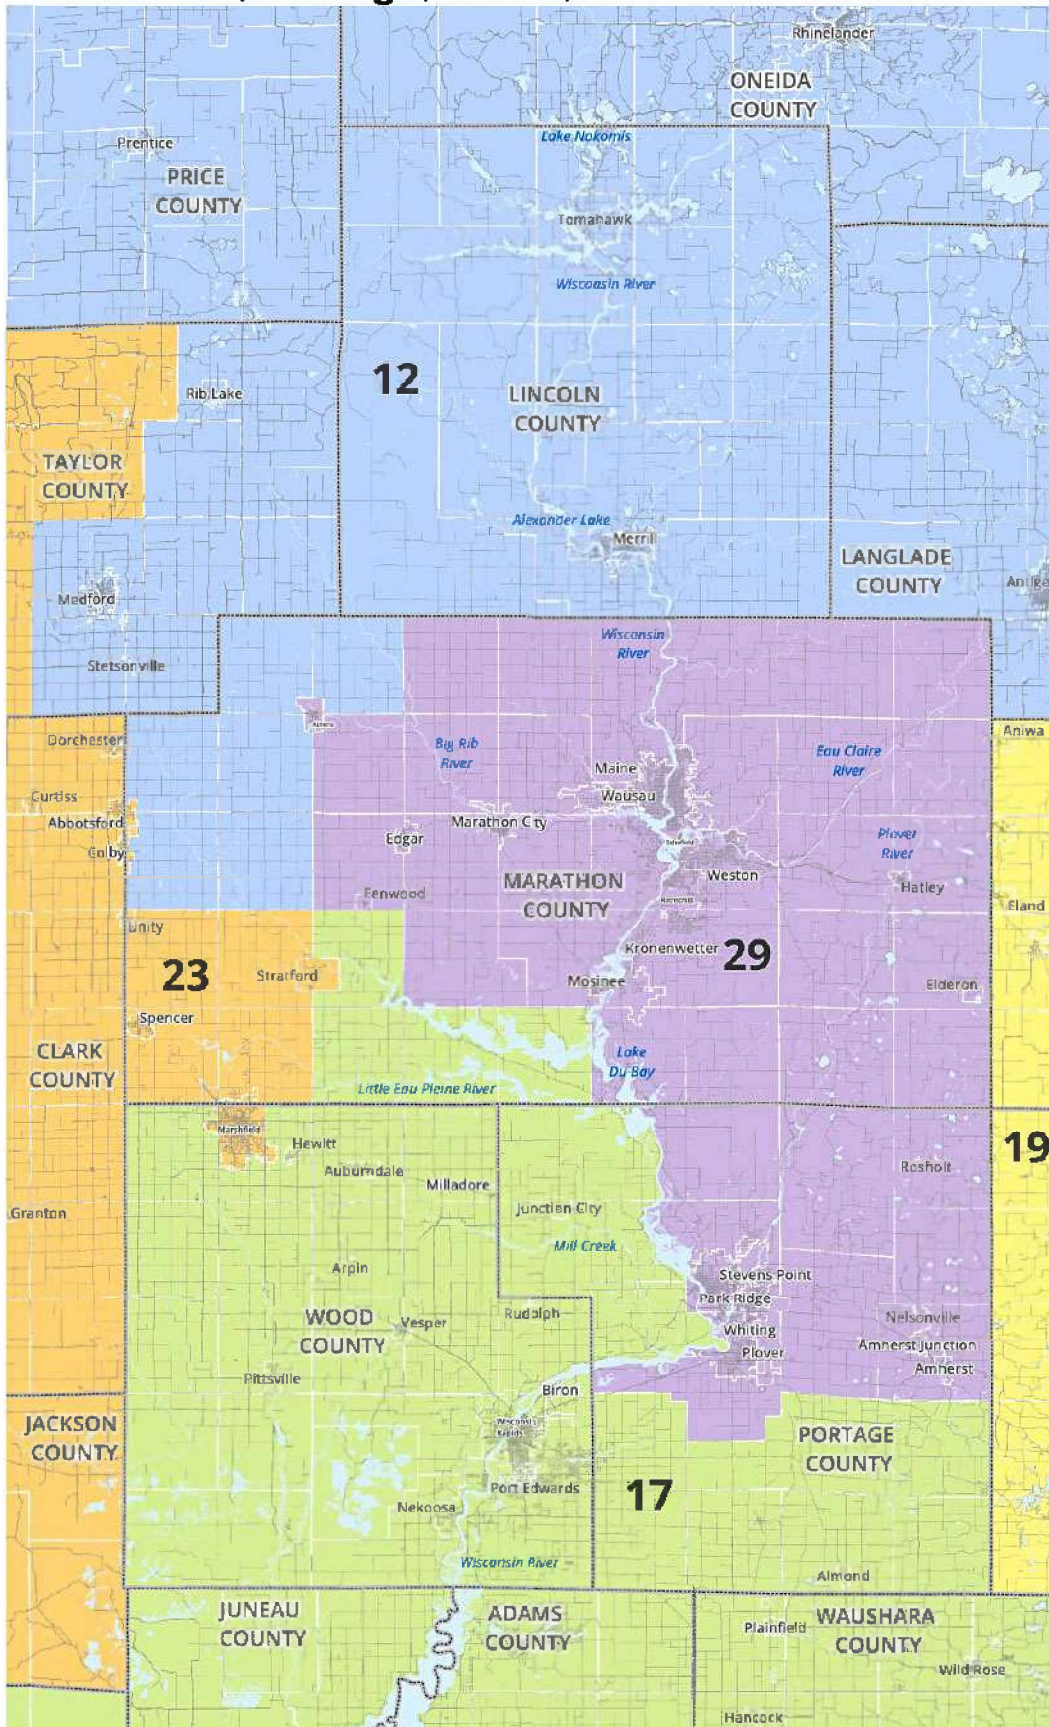 Rhinelander
ONEIDA
COUNTY
Lake Nokomis
Prentice
PRICE
COUNTY
Tomahawk
Wisconsin River
12
Rib Lake
LINCOLN
COUNTY
TAYLOR
COUNTY
Alexander Lake
Merrill
LANGLADE
COUNTY
Antigo
Medford
Wisconsin
River
Stetsonville
Aniwa
Dorchester
Big Rib
River
Eau Claire
River
Maine
Wausau
Curtiss
Abbotsford
Marathon City
Edgar
Plover
River
Colby
Weston
MARATHON
COUNTY
Hatley
Fenwood
Eland
Unity
Kronenwetter
29
23
Stratford
Mosinee
Elderon
Spencer
CLARK
COUNTY
Lake
Du Bay
Little Eau Pleine River
Marshfield
Hewitt
19
Auburndale
Rosholt
Milladore
Granton
Junction City
Mill Creek
Arpin
Stevens Point
Park Ridge
WOOD
COUNTY
Rudolph
Vesper
Nelsonville
Whiting
Amherst Junction
Plover
Amherst
Pittsville
Biron
JACKSON
COUNTY
Wisconsin
Rapids
PORTAGE
COUNTY
Port Edwards
17
Nekoosa
Wisconsin River
Almond
JUNEAU
COUNTY
ADAMS
COUNTY
WAUSHARA
COUNTY
Plainfield
Wild Rose
Hancock